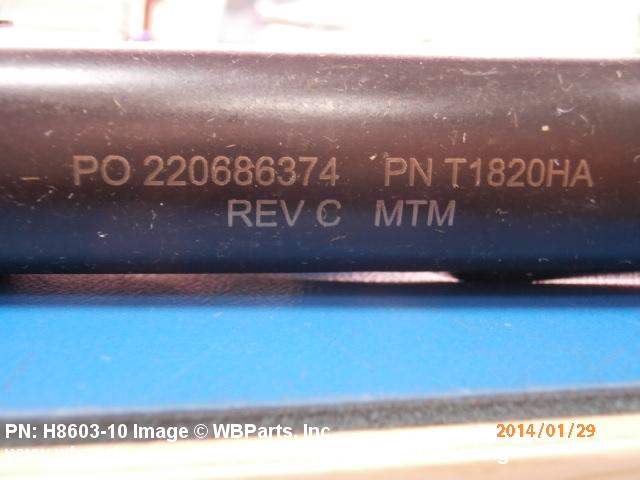 PO 220686374 PN T1820HA
REV C MTM
PN: H8603-10 Image © WBParts, Inc
2014/01/29